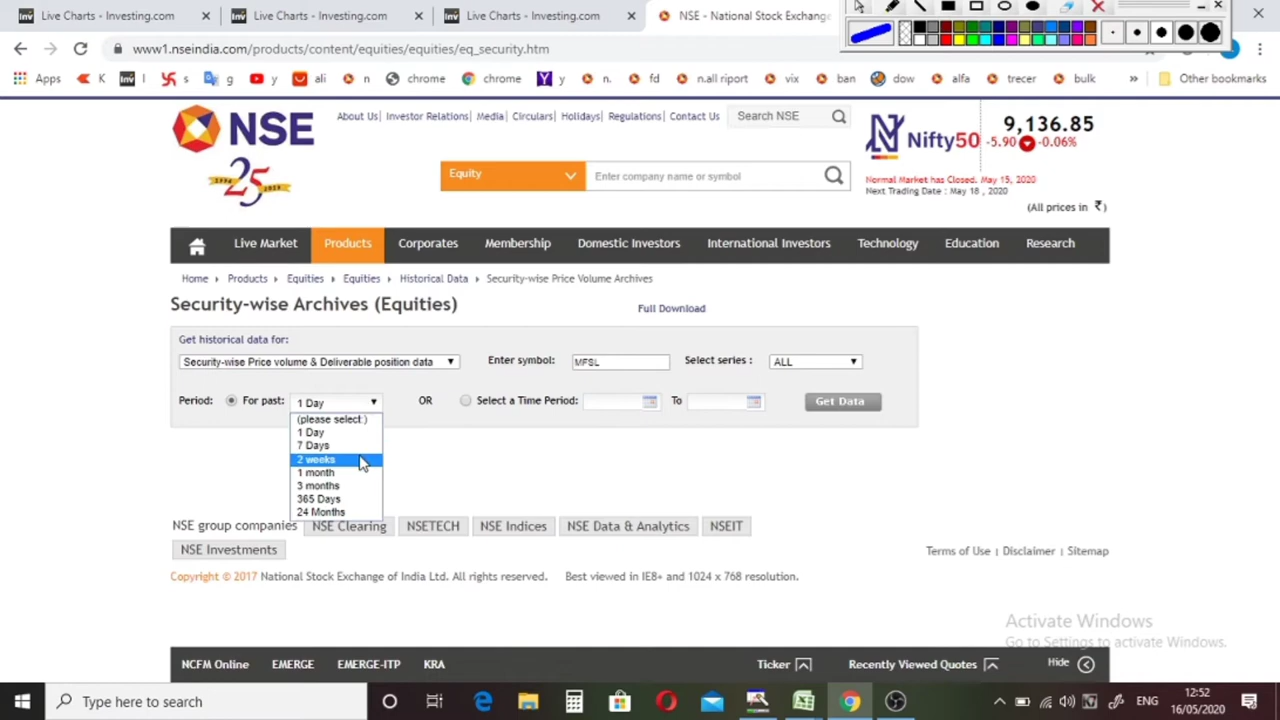 Live Charts - Investing.com
Live Charts - Investing.com
Live Charts - Investing.com
NSE - National Stock Exchange
www1.nseindia.com/products/content/equities/equities/eq_security.htm
Apps K I s g y ali n chrome chrome y n. fd n.all riport vix ban dow alfa trecer bulk » Other bookmarks
NSE
25
About Us Investor Relations Media Circulars Holidays Regulations Contact Us
Search NSE
Equity
Enter company name or symbol
Nifty50
9,136.85
-5.90 -0.06%
Normal Market has Closed. May 15, 2020
Next Trading Date : May 18 , 2020
(All prices in ₹)
Live Market Products Corporates Membership Domestic Investors International Investors Technology Education Research
Home Products Equities Equities Historical Data Security-wise Price Volume Archives
Security-wise Archives (Equities)
Full Download
Get historical data for:
Security-wise Price volume & Deliverable position data
Enter symbol: MFSL
Select series : ALL
Period: For past: 1 Day OR Select a Time Period: To Get Data
(please select )
1 Day
7 Days
2 weeks
1 month
3 months
365 Days
24 Months
NSE group companies NSE Clearing NSETECH NSE Indices NSE Data & Analytics NSEIT
NSE Investments
Terms of Use | Disclaimer | Sitemap
Copyright © 2017 National Stock Exchange of India Ltd. All rights reserved. Best viewed in IE8+ and 1024 x 768 resolution.
Activate Windows
Go to Settings to activate Windows.
NCFM Online EMERGE EMERGE-ITP KRA Ticker Recently Viewed Quotes Hide
Type here to search
ENG
12:52
16/05/2020